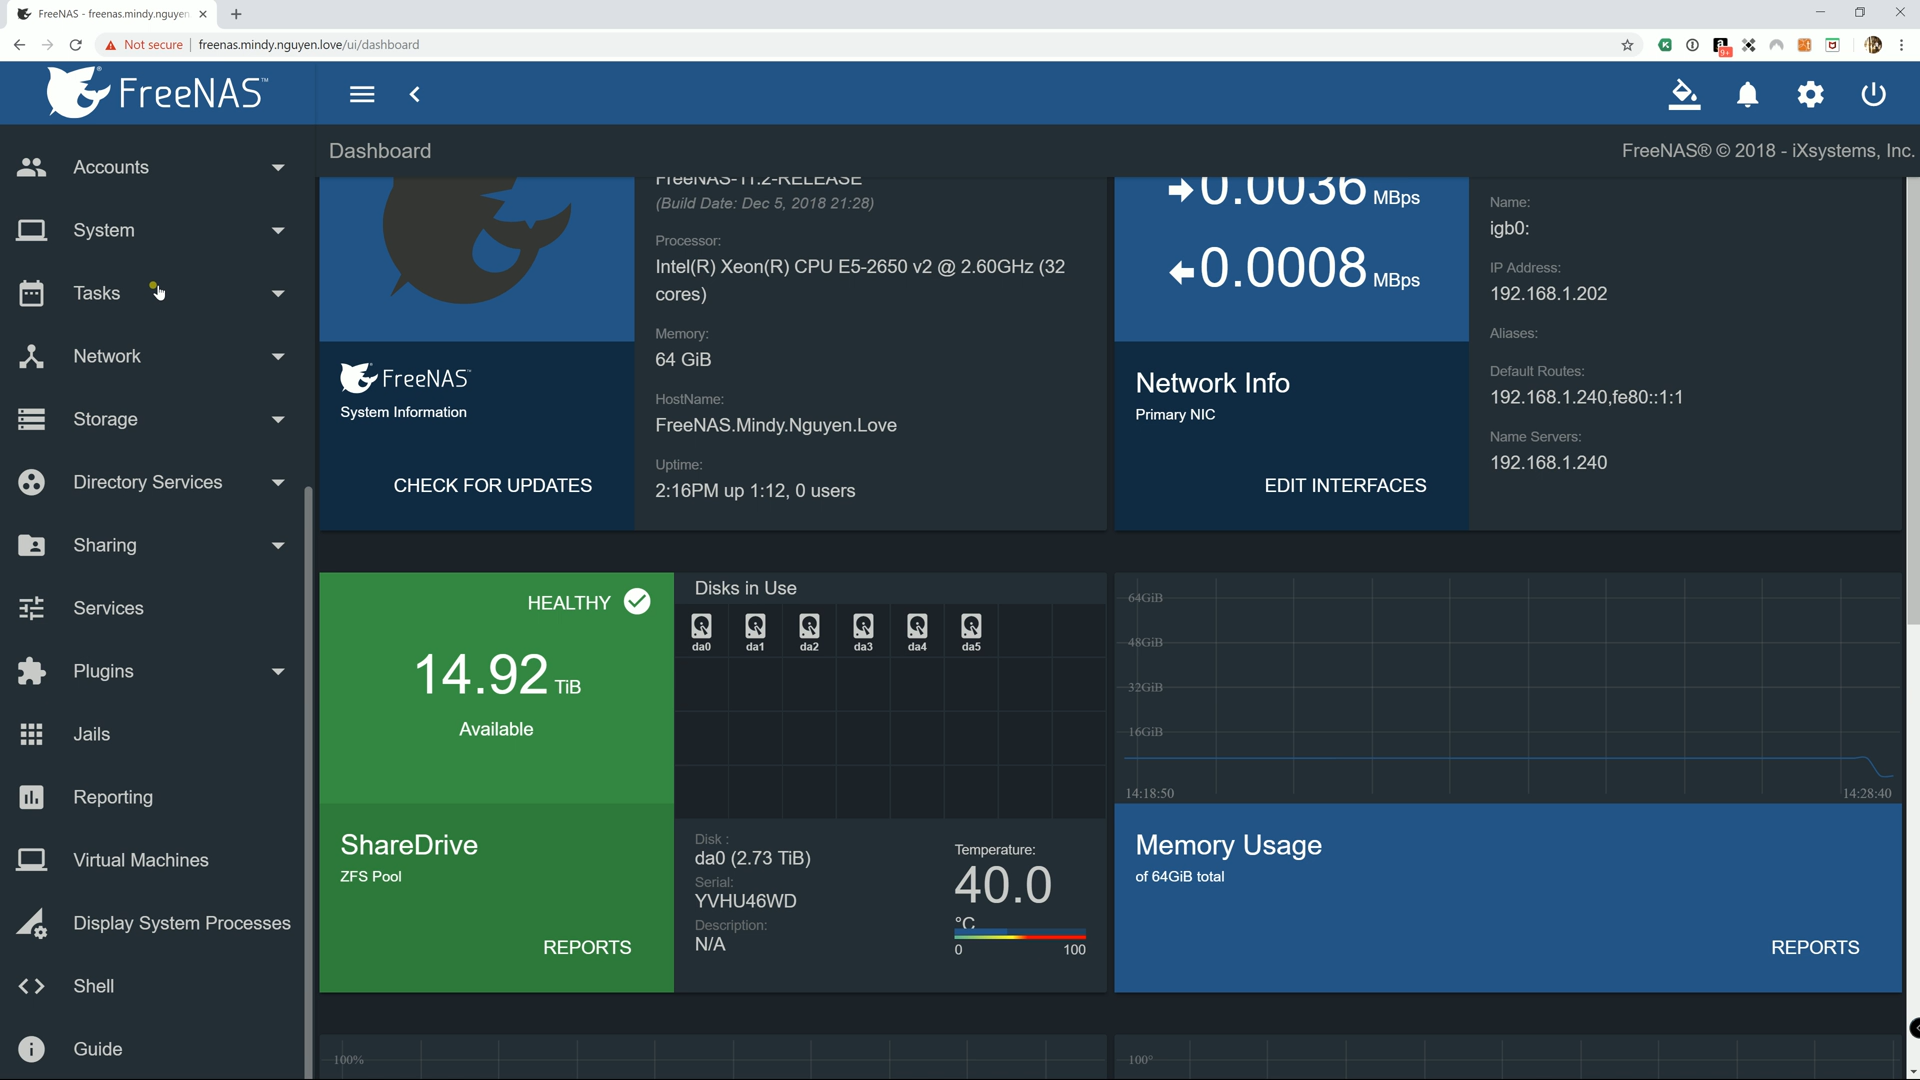 FreeNAS - freenas.mindy.nguyen.
Not secure | freenas.mindy.nguyen.love/ui/dashboard
9+
FreeNAS™
Dashboard
FreeNAS® © 2018 - iXsystems, Inc.
Accounts
System
Tasks
Network
Storage
Directory Services
Sharing
Services
Plugins
Jails
Reporting
Virtual Machines
Display System Processes
Shell
Guide
FreeNAS
System Information
CHECK FOR UPDATES
FreeNAS-11.2-RELEASE
(Build Date: Dec 5, 2018 21:28)
Processor:
Intel(R) Xeon(R) CPU E5-2650 v2 @ 2.60GHz (32
cores)
Memory:
64 GiB
HostName:
FreeNAS.Mindy.Nguyen.Love
Uptime:
2:16PM up 1:12, 0 users
0.0036 MBps
0.0008 MBps
Network Info
Primary NIC
EDIT INTERFACES
Name:
igb0:
IP Address:
192.168.1.202
Aliases:
Default Routes:
192.168.1.240,fe80::1:1
Name Servers:
192.168.1.240
HEALTHY
14.92 TiB
Available
ShareDrive
ZFS Pool
REPORTS
Disks in Use
da0 da1 da2 da3 da4 da5
Disk :
da0 (2.73 TiB)
Serial:
YVHU46WD
Description:
N/A
Temperature:
40.0
°C
0 100
64GiB
48GiB
32GiB
16GiB
14:18:50 14:28:40
Memory Usage
of 64GiB total
REPORTS
100%
100°